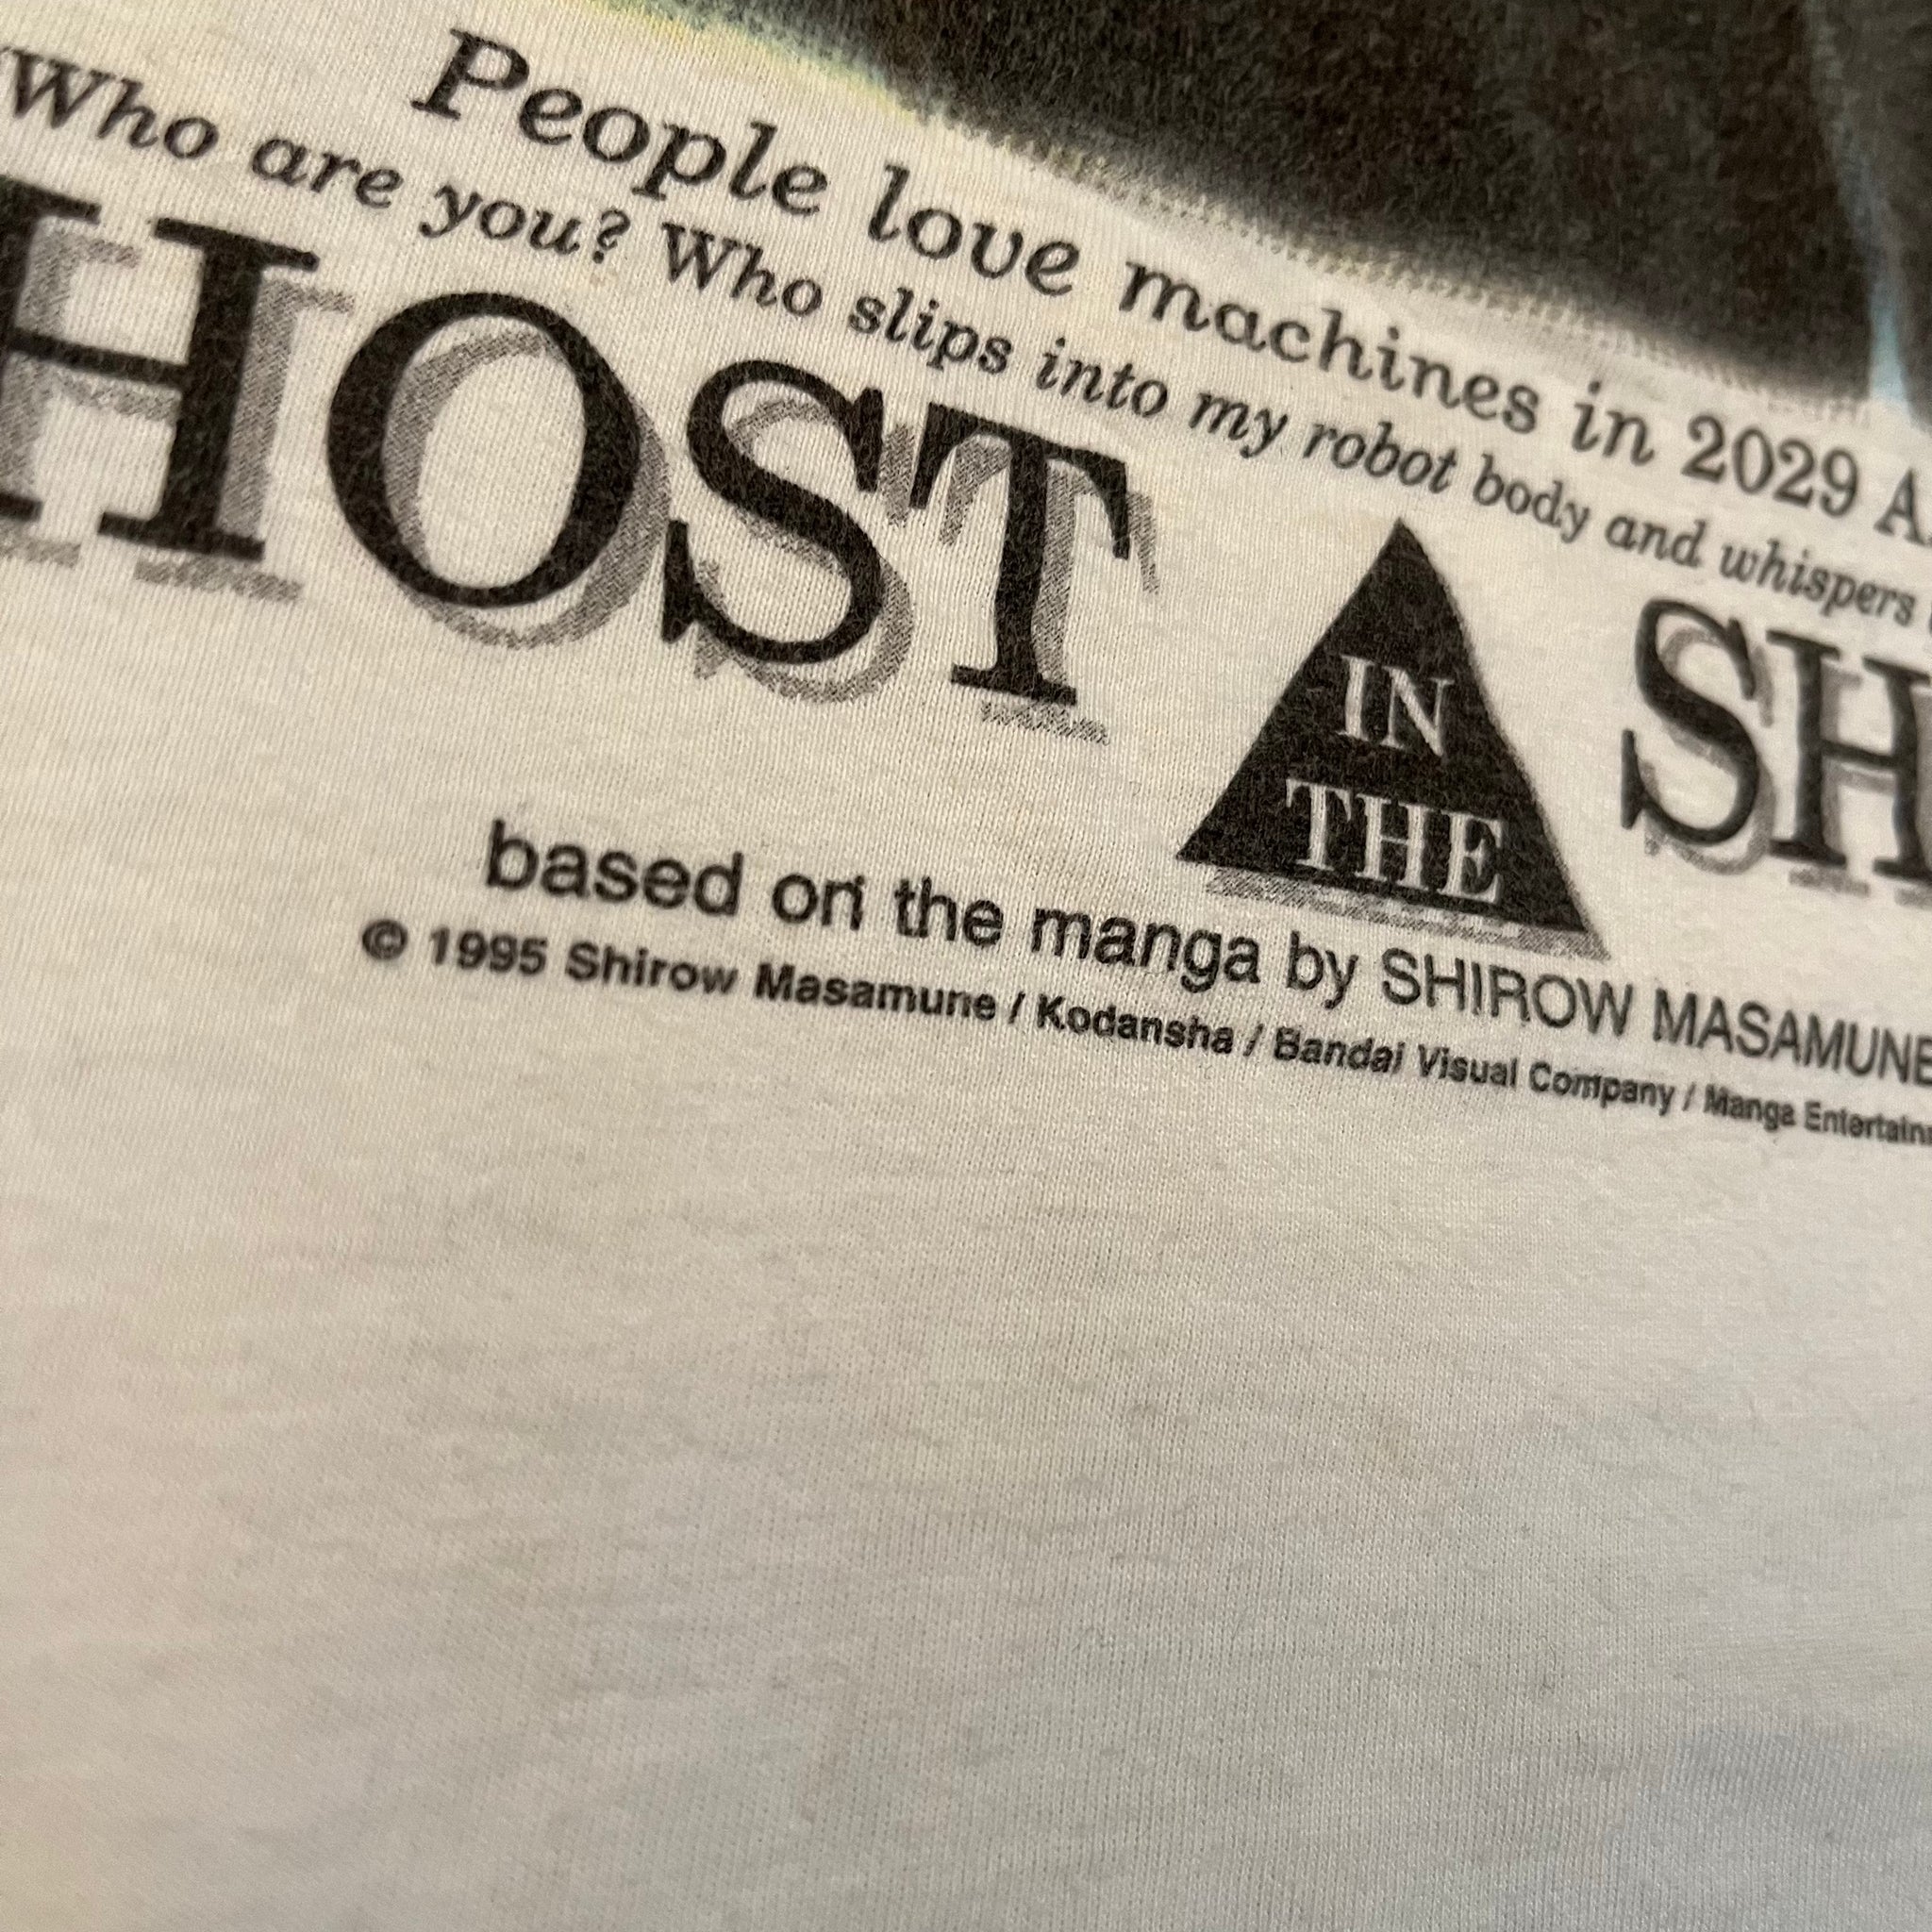 People love machines in 2029 A.
Who are you? Who slips into my robot body and whispers
HOST IN THE SH
based on the manga by SHIROW MASAMUNE
© 1995 Shirow Masamune / Kodansha / Bandai Visual Company / Manga Entertain